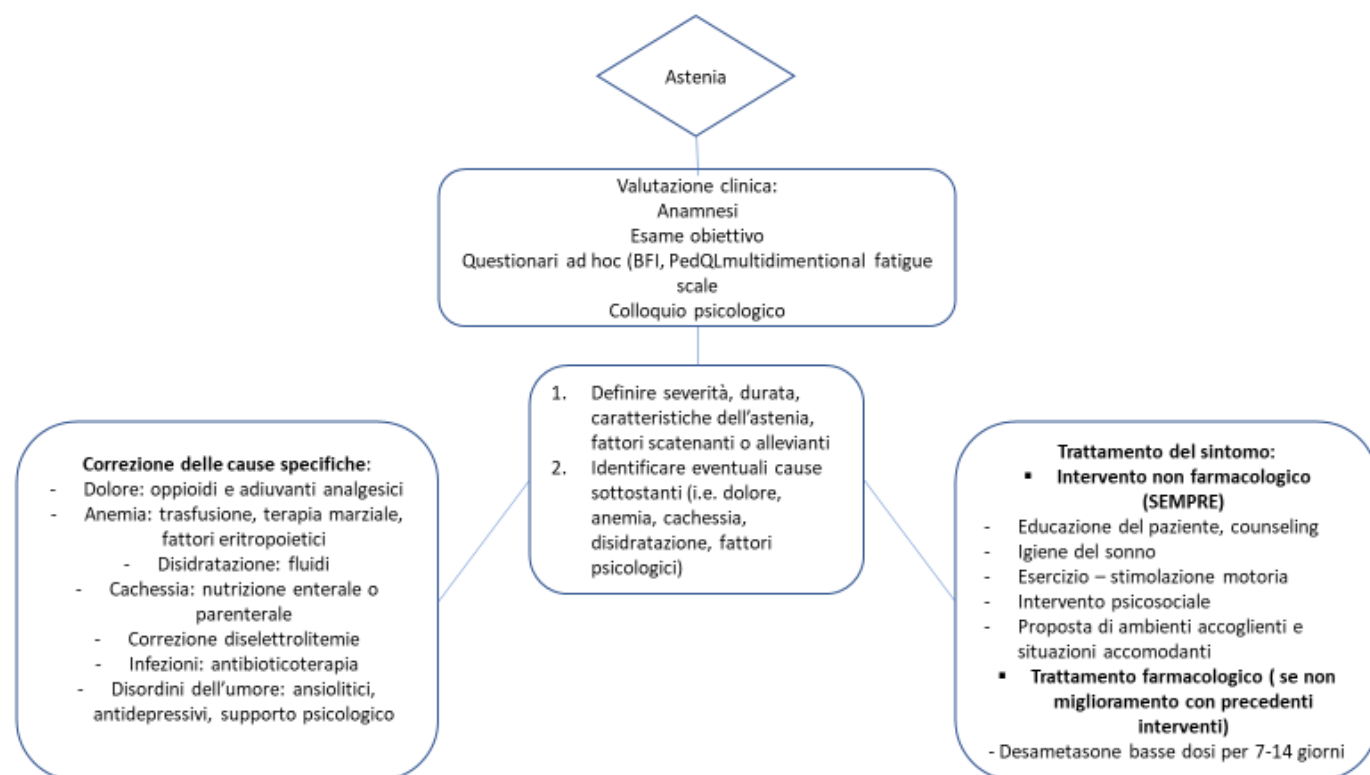 Astenia
Valutazione clinica:
Anamnesi
Esame obiettivo
Questionari ad hoc (BFI, PedQLmultidimentional fatigue
scale
Colloquio psicologico
1. Definire severità, durata,
caratteristiche dell'astenia,
fattori scatenanti o allevianti
2. Identificare eventuali cause
sottostanti (i.e. dolore,
anemia, cachessia,
disidratazione, fattori
psicologici)
Correzione delle cause specifiche:
- Dolore: oppioidi e adiuvanti analgesici
- Anemia: trasfusione, terapia marziale,
fattori eritropoietici
- Disidratazione: fluidi
- Cachessia: nutrizione enterale o
parenterale
- Correzione diselettrolitemie
- Infezioni: antibioticoterapia
- Disordini dell'umore: ansiolitici,
antidepressivi, supporto psicologico
Trattamento del sintomo:
▪ Intervento non farmacologico
(SEMPRE)
- Educazione del paziente, counseling
- Igiene del sonno
- Esercizio – stimolazione motoria
- Intervento psicosociale
- Proposta di ambienti accoglienti e
situazioni accomodanti
▪ Trattamento farmacologico ( se non
miglioramento con precedenti
interventi)
- Desametasone basse dosi per 7-14 giorni